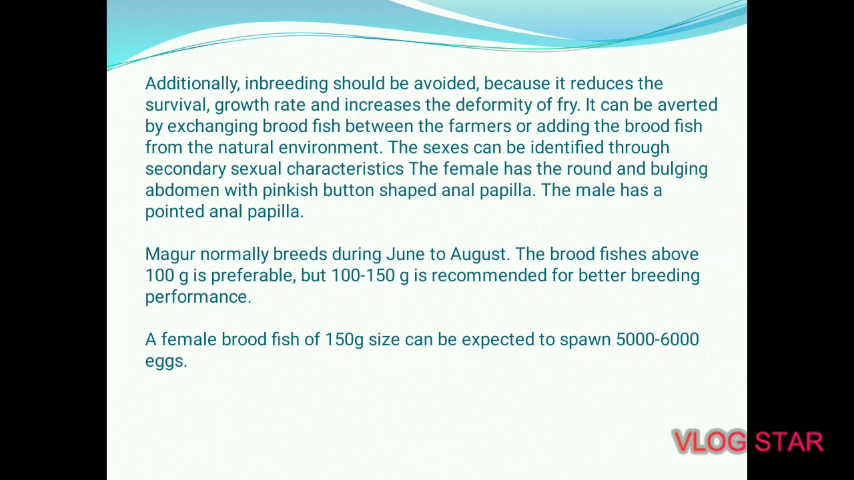 Additionally, inbreeding should be avoided, because it reduces the
survival, growth rate and increases the deformity of fry. It can be averted
by exchanging brood fish between the farmers or adding the brood fish
from the natural environment. The sexes can be identified through
secondary sexual characteristics The female has the round and bulging
abdomen with pinkish button shaped anal papilla. The male has a
pointed anal papilla.
Magur normally breeds during June to August. The brood fishes above
100 g is preferable, but 100-150 g is recommended for better breeding
performance.
A female brood fish of 150g size can be expected to spawn 5000-6000
eggs.
VLOG STAR